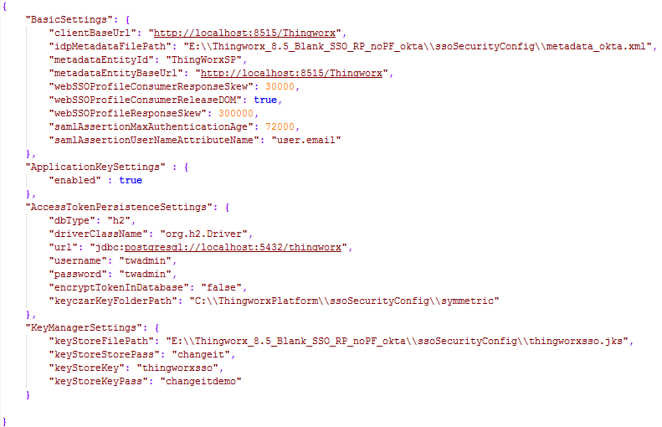 {
"BasicSettings": {
"clientBaseUrl": "http://localhost:8515/Thingworx",
"idpMetadataFilePath": "E:\\Thingworx_8.5_Blank_SSO_RP_noPF_okta\\ssoSecurityConfig\\metadata_okta.xml",
"metadataEntityId": "ThingWorxSP",
"metadataEntityBaseUrl": "http://localhost:8515/Thingworx",
"webSSOProfileConsumerResponseSkew": 30000,
"webSSOProfileConsumerReleaseDOM": true,
"webSSOProfileResponseSkew": 300000,
"samlAssertionMaxAuthenticationAge": 72000,
"samlAssertionUserNameAttributeName": "user.email"
},
"ApplicationKeySettings" : {
"enabled" : true
},
"AccessTokenPersistenceSettings": {
"dbType": "h2",
"driverClassName": "org.h2.Driver",
"url": "jdbc:postgresql://localhost:5432/thingworx",
"username": "twadmin",
"password": "twadmin",
"encryptTokenInDatabase": "false",
"keyczarKeyFolderPath": "C:\\ThingworxPlatform\\ssoSecurityConfig\\symmetric"
},
"KeyManagerSettings": {
"keyStoreFilePath": "E:\\Thingworx_8.5_Blank_SSO_RP_noPF_okta\\ssoSecurityConfig\\thingworxsso.jks",
"keyStoreStorePass": "changeit",
"keyStoreKey": "thingworxsso",
"keyStoreKeyPass": "changeitdemo"
}
}